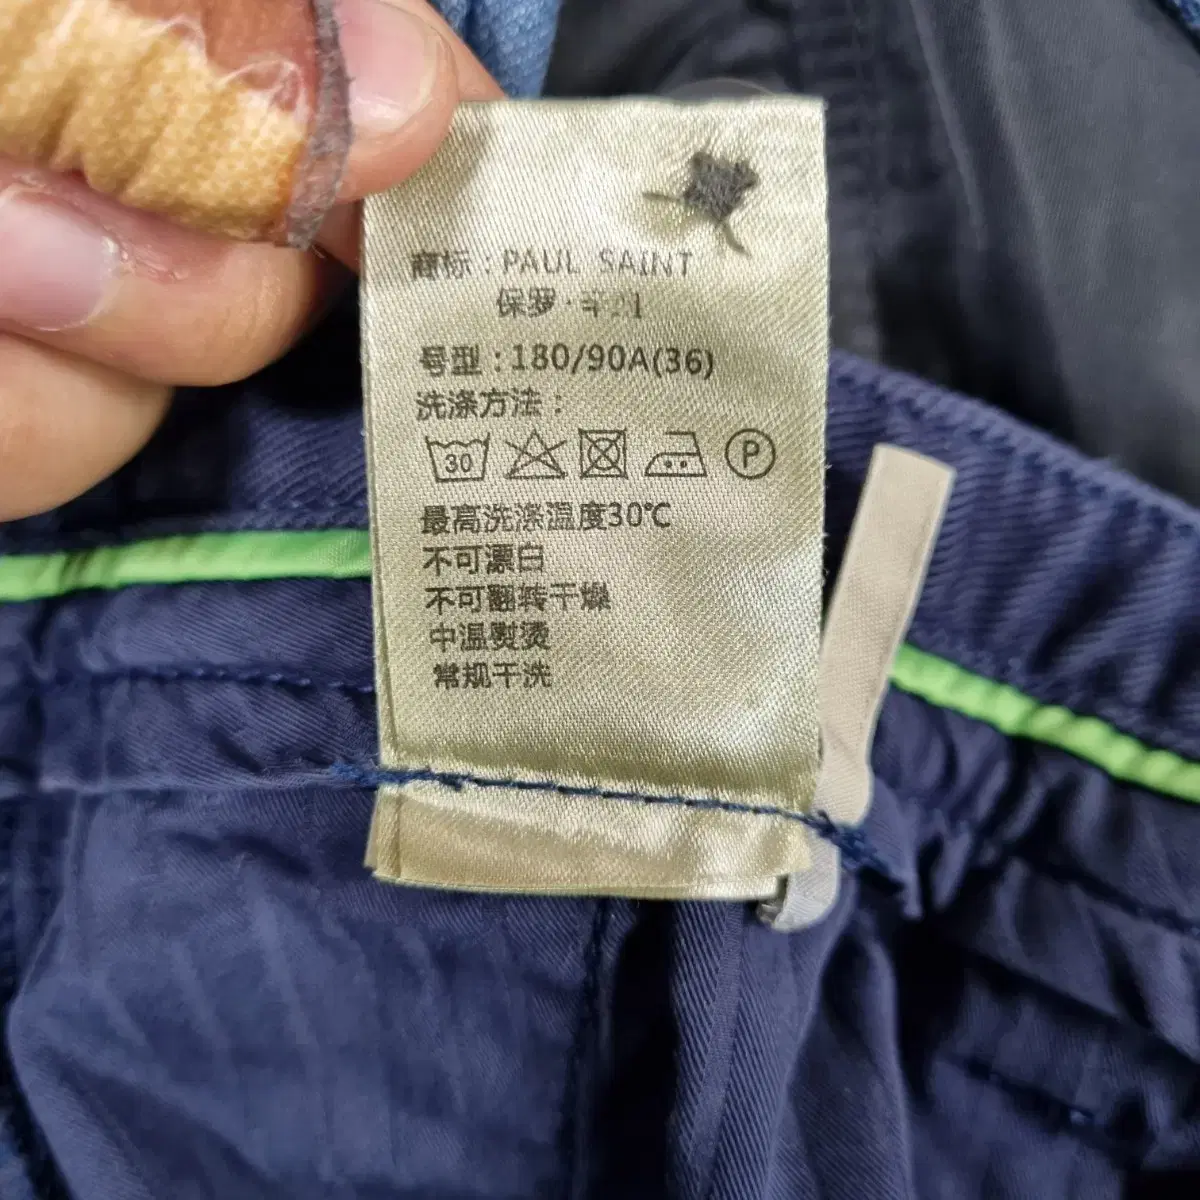 商标：PAUL SAINT
保罗·
号型：180/90A(36)
洗涤方法：
30 P
最高洗涤温度30℃
不可漂白
不可翻转干燥
中温熨烫
常规干洗